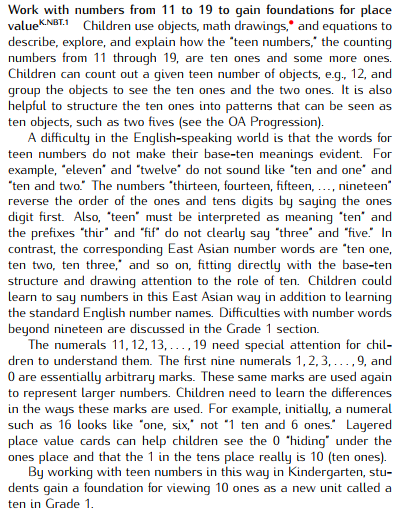 Work with numbers from 11 to 19 to gain foundations for place
value^K.NBT.1 Children use objects, math drawings,• and equations to
describe, explore, and explain how the "teen numbers," the counting
numbers from 11 through 19, are ten ones and some more ones.
Children can count out a given teen number of objects, e.g., 12, and
group the objects to see the ten ones and the two ones. It is also
helpful to structure the ten ones into patterns that can be seen as
ten objects, such as two fives (see the OA Progression).
A difficulty in the English-speaking world is that the words for
teen numbers do not make their base-ten meanings evident. For
example, "eleven" and "twelve" do not sound like "ten and one" and
"ten and two." The numbers "thirteen, fourteen, fifteen, ..., nineteen"
reverse the order of the ones and tens digits by saying the ones
digit first. Also, "teen" must be interpreted as meaning "ten" and
the prefixes "thir" and "fif" do not clearly say "three" and "five." In
contrast, the corresponding East Asian number words are "ten one,
ten two, ten three," and so on, fitting directly with the base-ten
structure and drawing attention to the role of ten. Children could
learn to say numbers in this East Asian way in addition to learning
the standard English number names. Difficulties with number words
beyond nineteen are discussed in the Grade 1 section.
The numerals 11, 12, 13, ..., 19 need special attention for chil-
dren to understand them. The first nine numerals 1, 2, 3, ..., 9, and
0 are essentially arbitrary marks. These same marks are used again
to represent larger numbers. Children need to learn the differences
in the ways these marks are used. For example, initially, a numeral
such as 16 looks like "one, six," not "1 ten and 6 ones." Layered
place value cards can help children see the 0 "hiding" under the
ones place and that the 1 in the tens place really is 10 (ten ones).
By working with teen numbers in this way in Kindergarten, stu-
dents gain a foundation for viewing 10 ones as a new unit called a
ten in Grade 1.